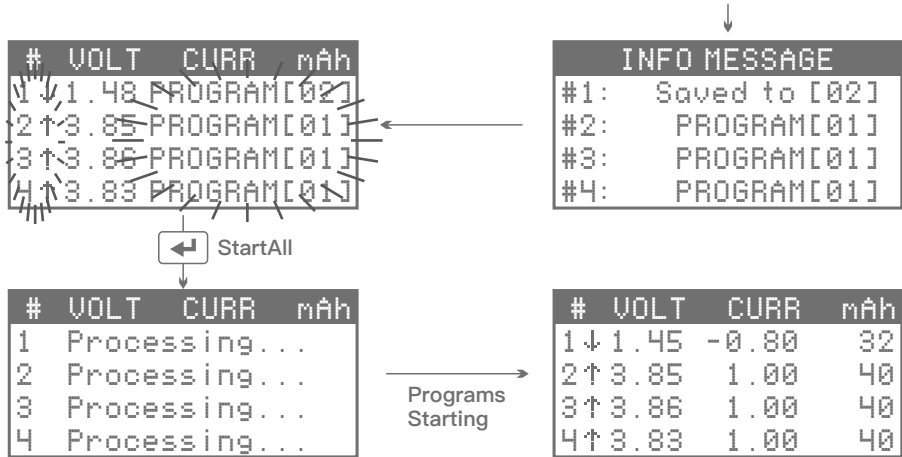 # VOLT CURR mAh
1↓1.48 PROGRAM[02]
2↑3.85 PROGRAM[01]
3↑3.86 PROGRAM[01]
4↑3.83 PROGRAM[01]
INFO MESSAGE
#1: Saved to [02]
#2: PROGRAM[01]
#3: PROGRAM[01]
#4: PROGRAM[01]
StartAll
# VOLT CURR mAh
1 Processing...
2 Processing...
3 Processing...
4 Processing...
Programs
Starting
# VOLT CURR mAh
1↓1.45 -0.80 32
2↑3.85 1.00 40
3↑3.86 1.00 40
4↑3.83 1.00 40